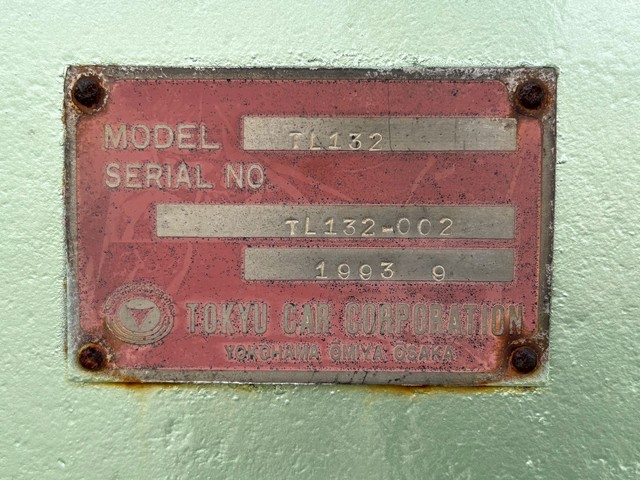 MODEL TL132
SERIAL NO
TL132-002
1993 9
TOKYU CAR CORPORATION
YOKOHAMA OMIYA OSAKA